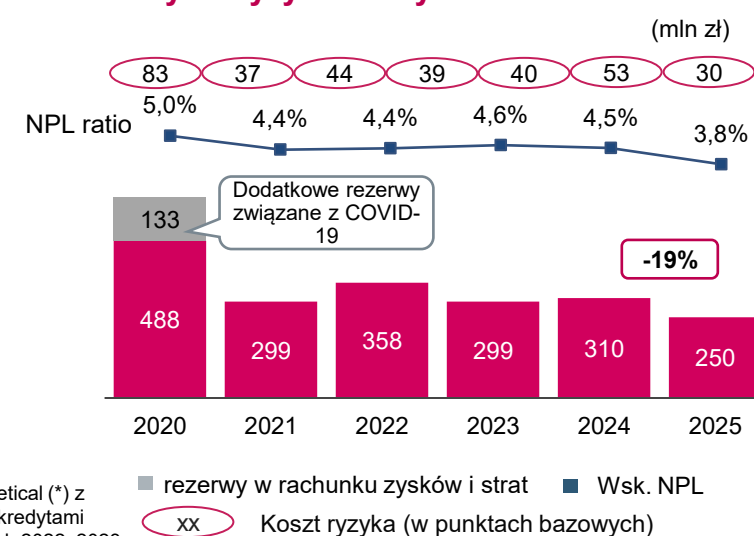 (mln zł)
83 37 44 39 40 53 30
NPL ratio
5,0% 4,4% 4,4% 4,6% 4,5% 3,8%
Dodatkowe rezerwy
związane z COVID-
19
133
-19%
488 299 358 299 310 250
2020 2021 2022 2023 2024 2025
rezerwy w rachunku zysków i strat Wsk. NPL
etical (*) z
kredytami
xx Koszt ryzyka (w punktach bazowych)